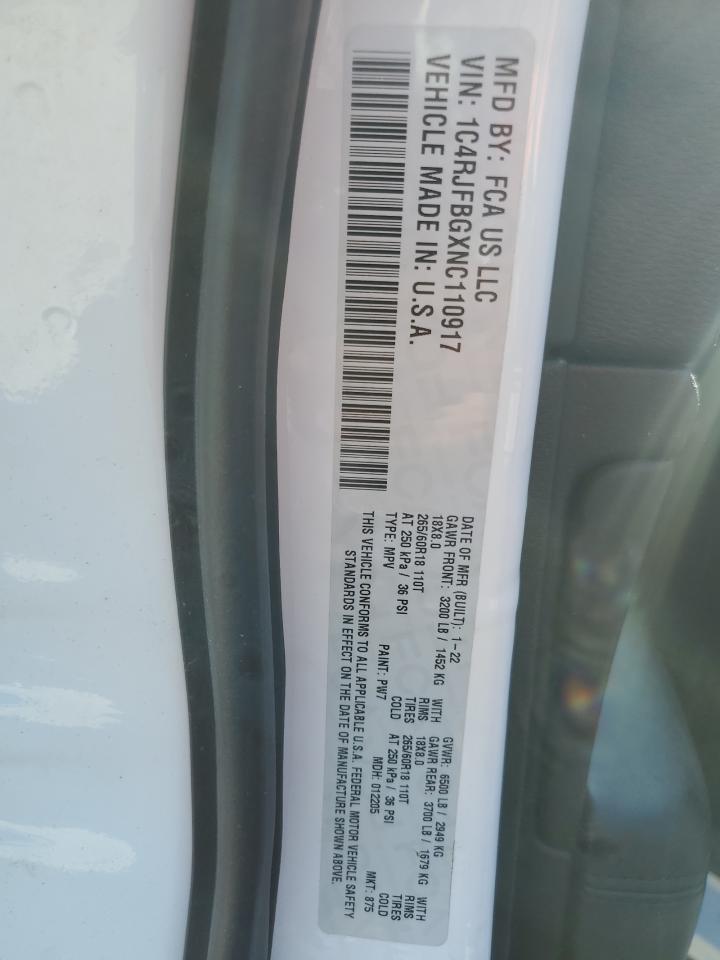 MFD BY: FCA US LLC
VIN: 1C4RJFBGXNC110917
VEHICLE MADE IN: U.S.A.
DATE OF MFR (BUILT): 1-22 GVWR: 6500 LB / 2949 KG
GAWR FRONT: 3200 LB / 1452 KG WITH GAWR REAR: 3700 LB / 1679 KG WITH
18X8.0 RIMS 18X8.0 RIMS
265/60R18 110T TIRES 265/60R18 110T TIRES
AT 250 kPa / 36 PSI COLD AT 250 kPa / 36 PSI COLD
TYPE: MPV PAINT: PW7 MDH: 012205 MKT: 875
THIS VEHICLE CONFORMS TO ALL APPLICABLE U.S.A. FEDERAL MOTOR VEHICLE SAFETY
STANDARDS IN EFFECT ON THE DATE OF MANUFACTURE SHOWN ABOVE.